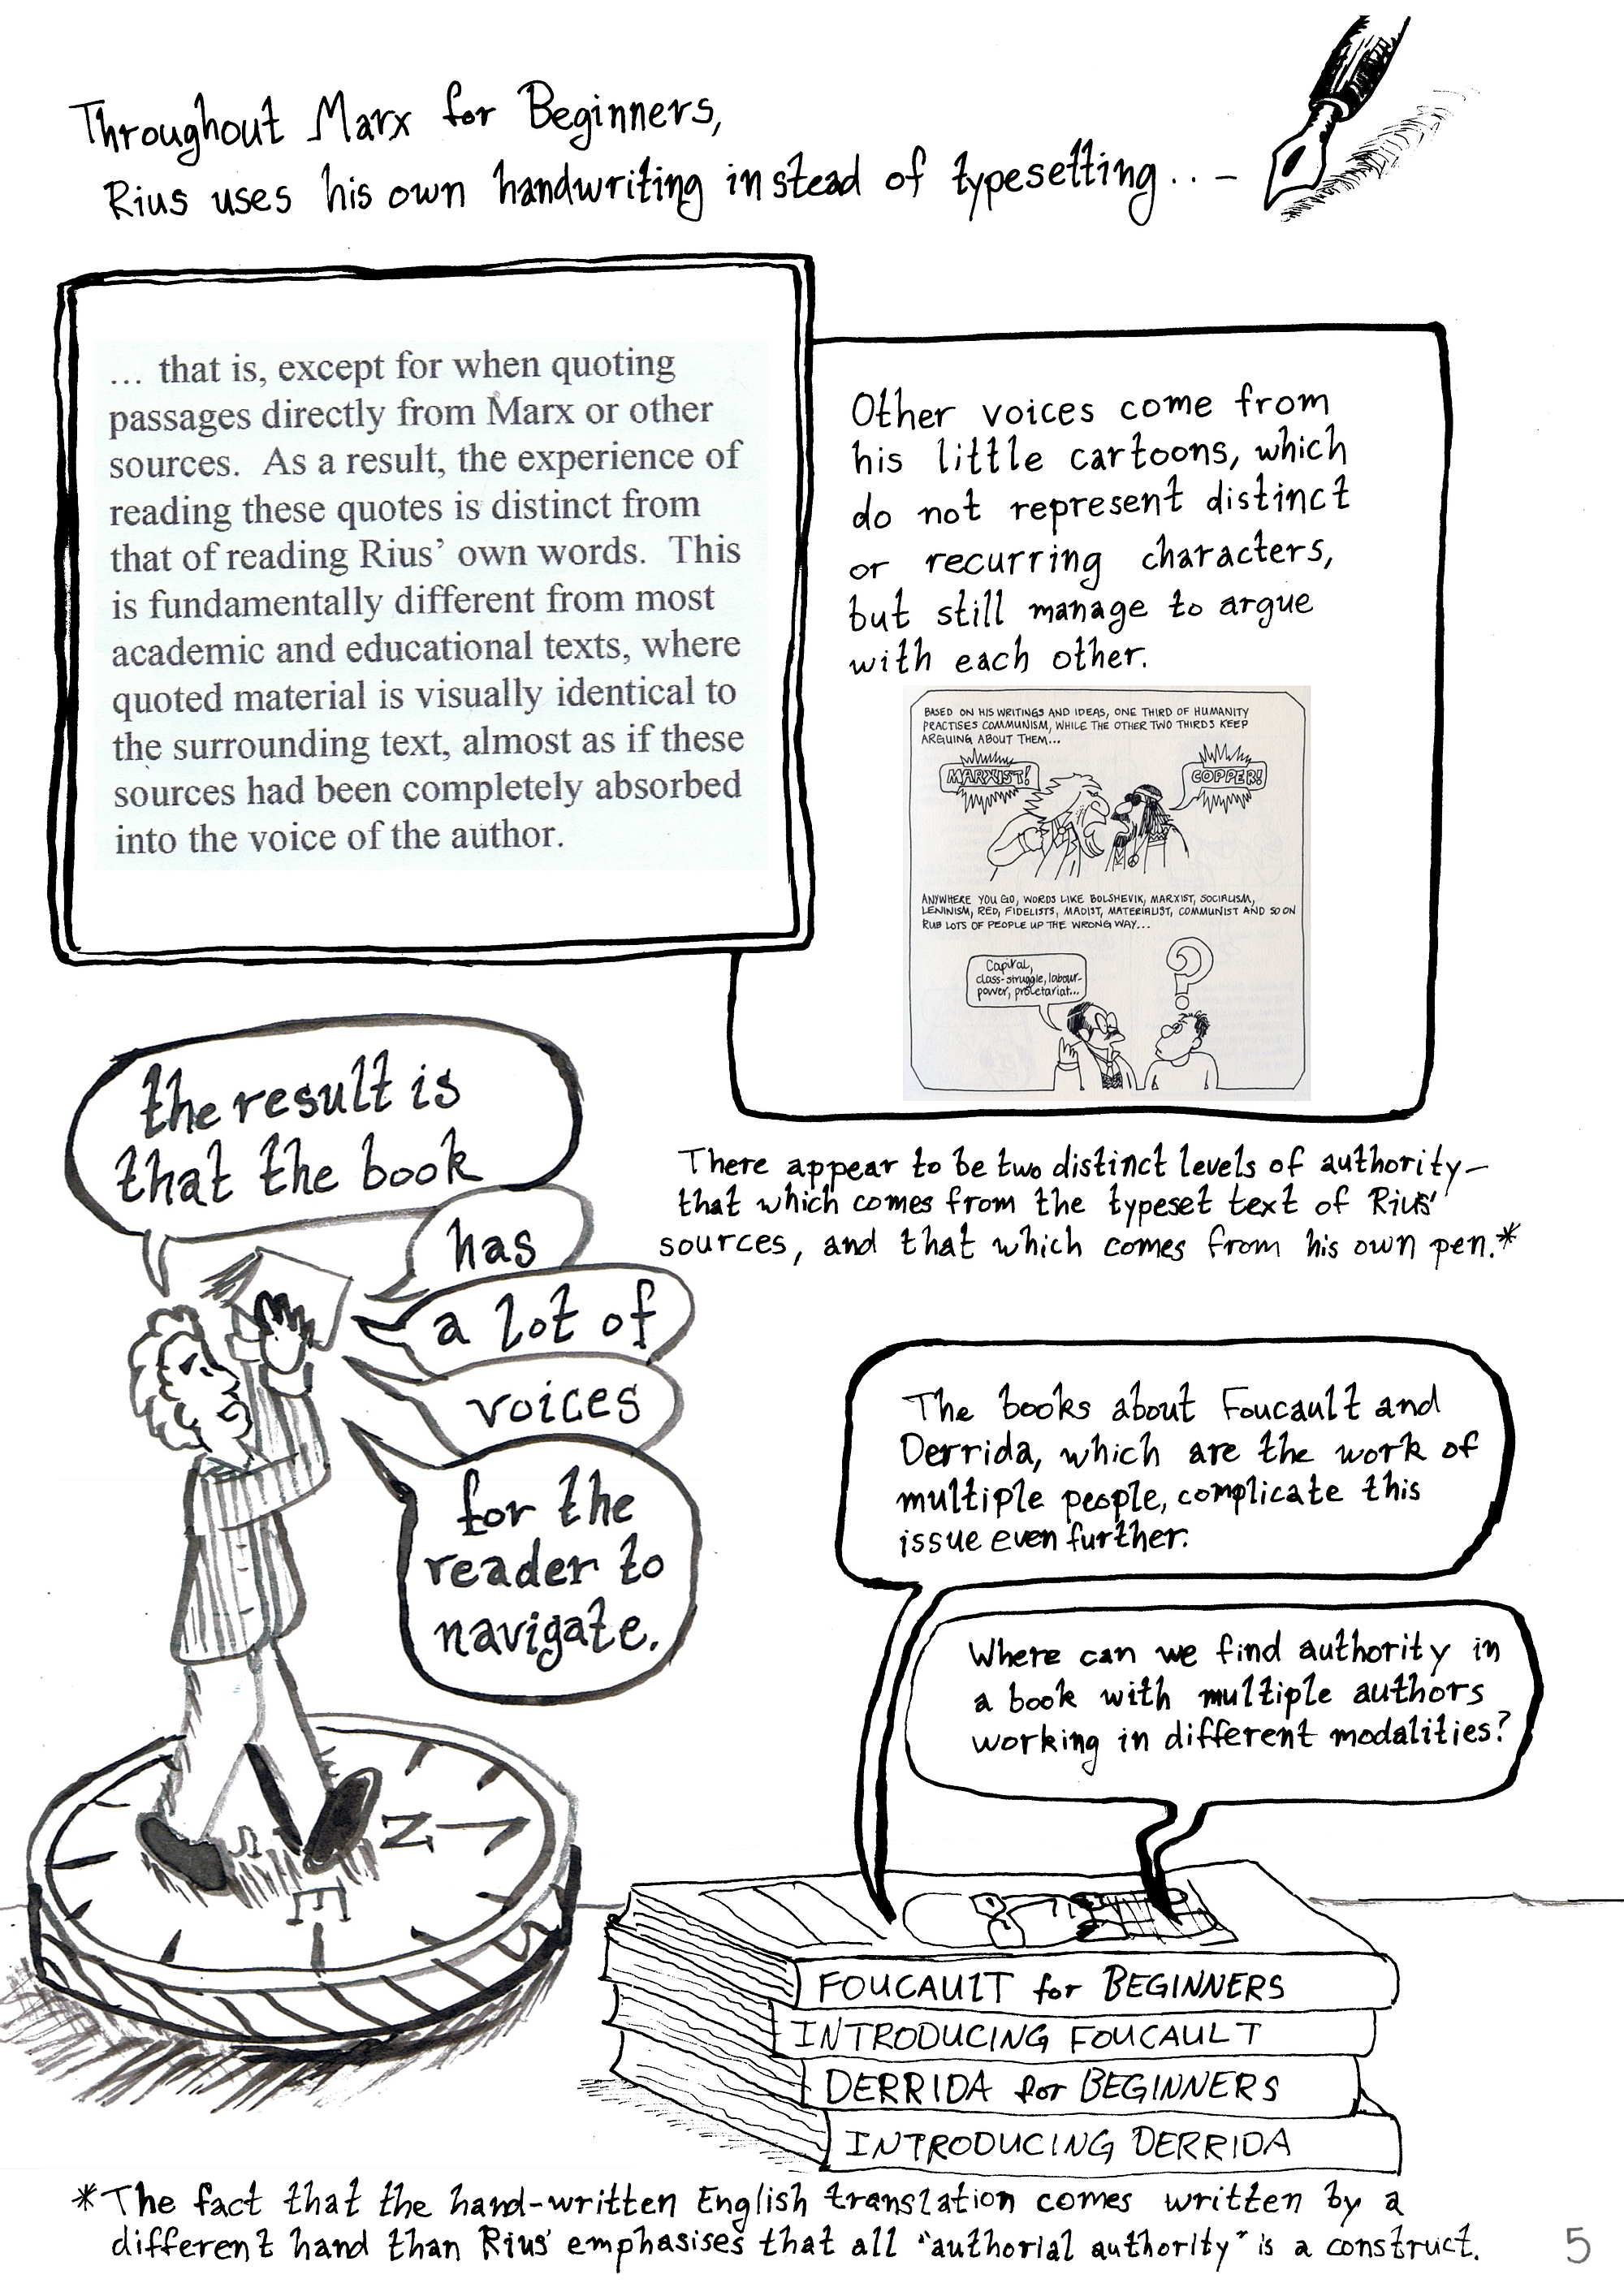 Throughout Marx for Beginners,
Rius uses his own handwriting instead of typesetting...
... that is, except for when quoting
passages directly from Marx or other
sources. As a result, the experience of
reading these quotes is distinct from
that of reading Rius' own words. This
is fundamentally different from most
academic and educational texts, where
quoted material is visually identical to
the surrounding text, almost as if these
sources had been completely absorbed
into the voice of the author.
Other voices come from
his little cartoons, which
do not represent distinct
or recurring characters,
but still manage to argue
with each other.
BASED ON HIS WRITINGS AND IDEAS, ONE THIRD OF HUMANITY
PRACTISES COMMUNISM, WHILE THE OTHER TWO THIRDS KEEP
ARGUING ABOUT THEM...
MARXIST!
COPPER!
ANYWHERE YOU GO, WORDS LIKE BOLSHEVIK, MARXIST, SOCIALISM,
LENINISM, RED, FIDELISTS, MAOIST, MATERIALIST, COMMUNIST AND SO ON
RUB LOTS OF PEOPLE UP THE WRONG WAY...
Capital,
class-struggle, labour-
power, proletariat...
?
There appear to be two distinct levels of authority—
that which comes from the typeset text of Rius'
sources, and that which comes from his own pen.*
the result is
that the book
has
a lot of
voices
for the
reader to
navigate.
The books about Foucault and
Derrida, which are the work of
multiple people, complicate this
issue even further.
Where can we find authority in
a book with multiple authors
working in different modalities?
S
N
E
FOUCAULT for BEGINNERS
INTRODUCING FOUCAULT
DERRIDA for BEGINNERS
INTRODUCING DERRIDA
*The fact that the hand-written English translation comes written by a
different hand than Rius' emphasises that all "authorial authority" is a construct.
5